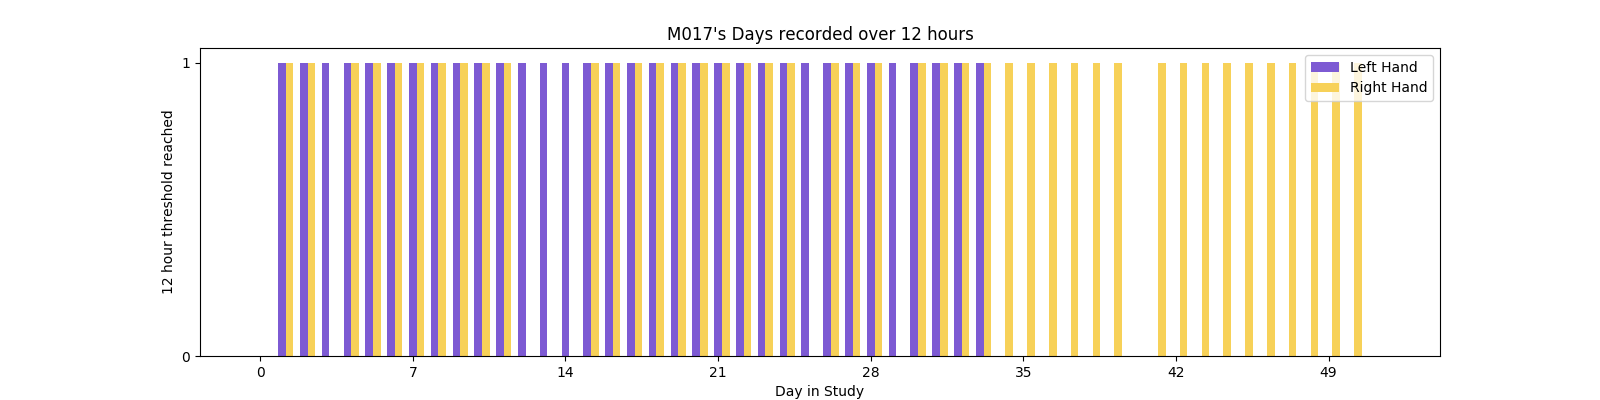 M017's Days recorded over 12 hours
Left Hand
Right Hand
12 hour threshold reached
1
0
0 7 14 21 28 35 42 49
Day in Study